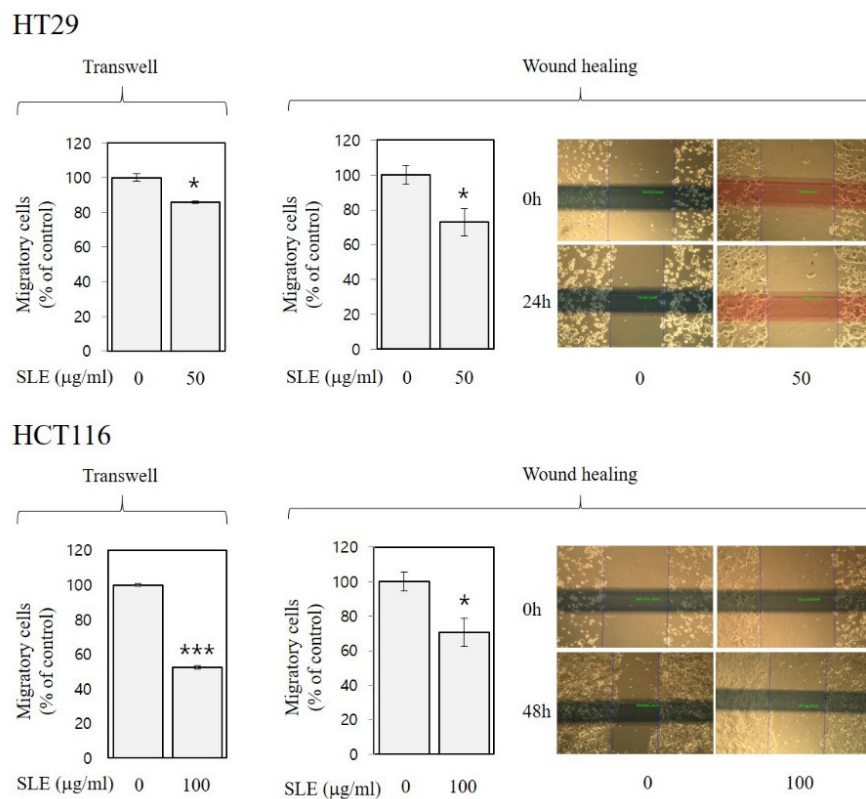 HT29
Transwell
Wound healing
120
100
80
60
40
20
0
*
Migratory cells
(% of control)
SLE (μg/ml) 0 50
120
100
80
60
40
20
0
*
Migratory cells
(% of control)
SLE (μg/ml) 0 50
0h
24h
0 50
HCT116
Transwell
Wound healing
120
100
80
60
40
20
0
***
Migratory cells
(% of control)
SLE (μg/ml) 0 100
120
100
80
60
40
20
0
*
Migratory cells
(% of control)
SLE (μg/ml) 0 100
0h
48h
0 100